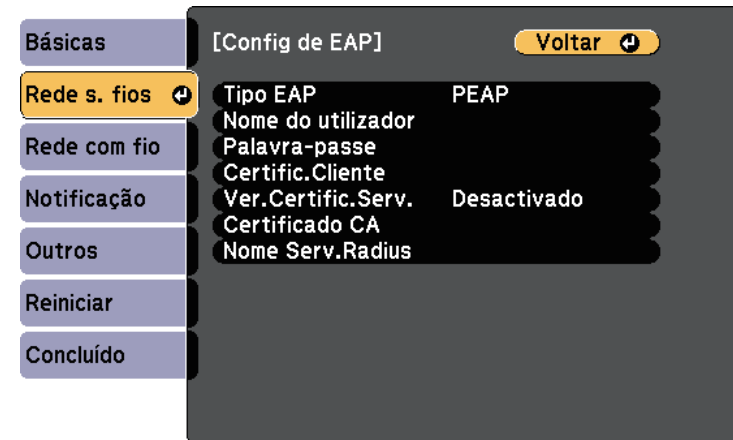 Básicas
Rede s. fios
Rede com fio
Notificação
Outros
Reiniciar
Concluído
[Config de EAP] Voltar
Tipo EAP PEAP
Nome do utilizador
Palavra-passe
Certific.Cliente
Ver.Certific.Serv. Desactivado
Certificado CA
Nome Serv.Radius